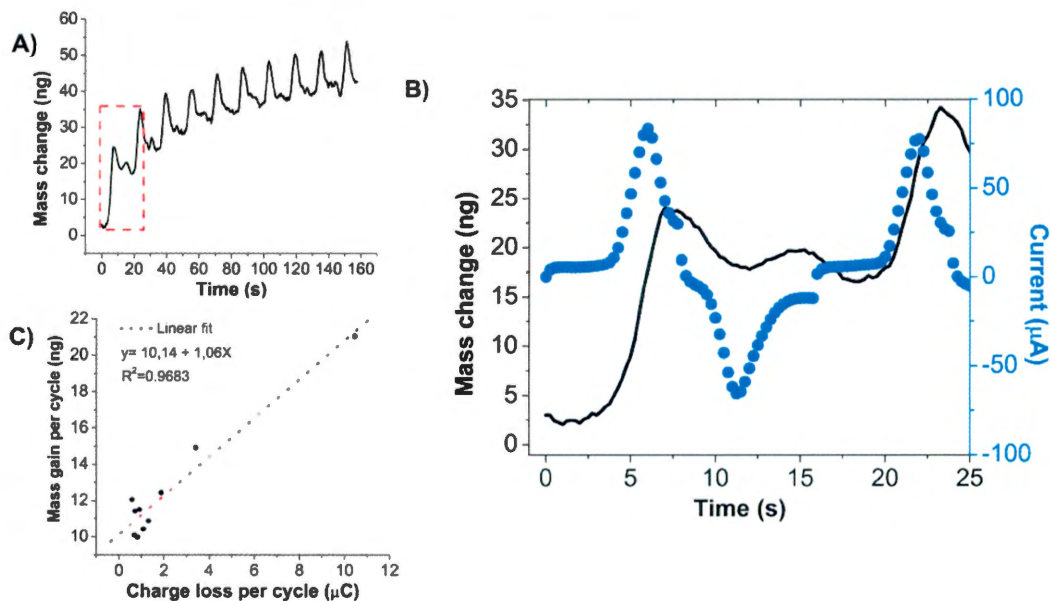 A)
Mass change (ng)
60
50
40
30
20
10
0
0 20 40 60 80 100 120 140 160
Time (s)
B)
Mass change (ng)
35
30
25
20
15
10
5
0
0 5 10 15 20 25
Time (s)
100
50
0
-50
-100
Current (μA)
C)
Mass gain per cycle (ng)
22
20
18
16
14
12
10
0 2 4 6 8 10 12
Charge loss per cycle (μC)
Linear fit
y= 10,14 + 1,06X
R²=0.9683